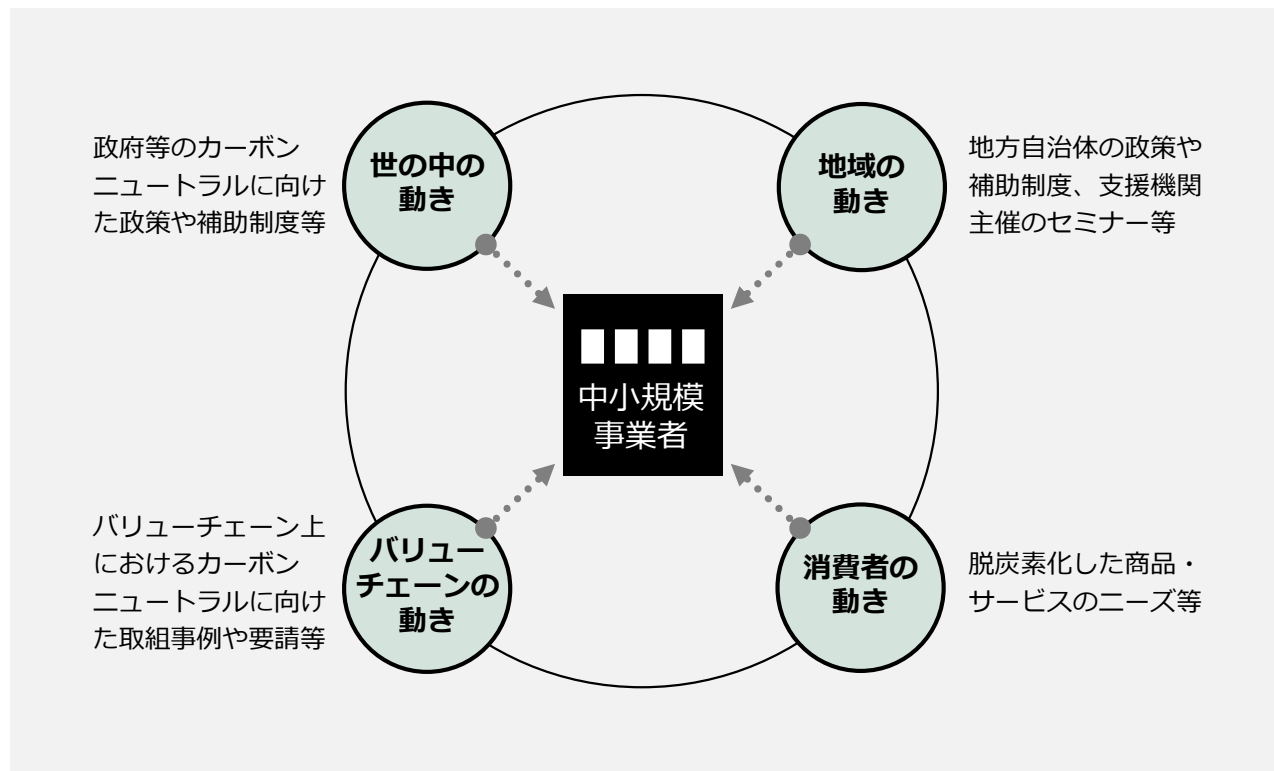 政府等のカーボン
ニュートラルに向け
た政策や補助制度等
世の中の
動き
地域の
動き
地方自治体の政策や
補助制度、支援機関
主催のセミナー等
中小規模
事業者
バリューチェーン上
におけるカーボン
ニュートラルに向け
た取組事例や要請等
バリュー
チェーンの
動き
消費者の
動き
脱炭素化した商品・
サービスのニーズ等